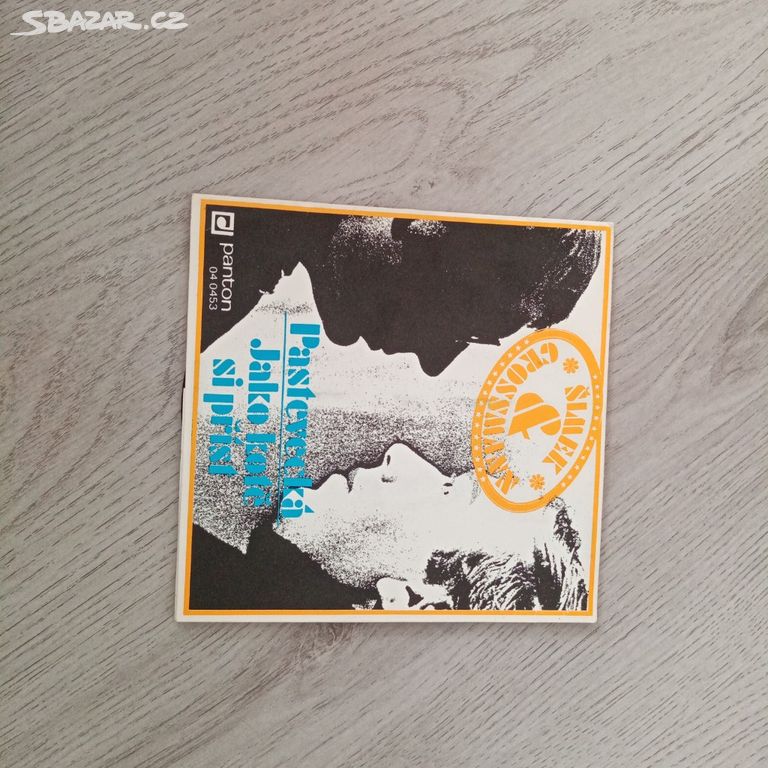 SBAZAR.CZ
panton
04 0453
Pastevecká
Jako kotě
si příst
ŠIMEK
&
GROSSMANN